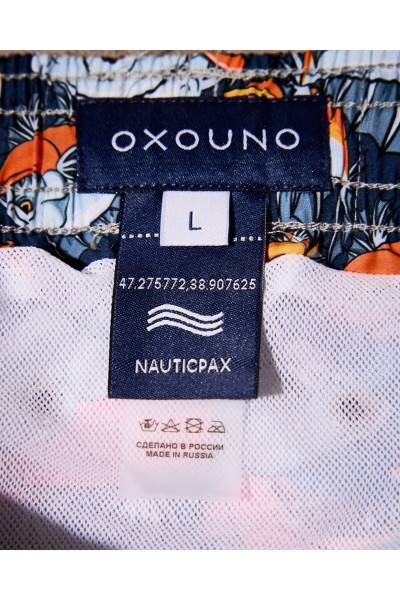 OXOUNO
L
47.275772,38.907625
NAUTICPAX
СДЕЛАНО В РОССИИ
MADE IN RUSSIA